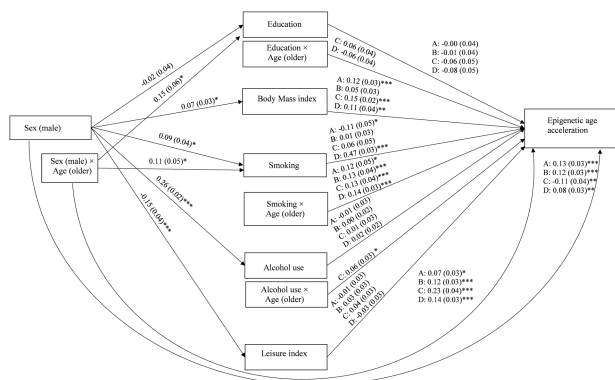 Education
C: 0.06 (0.04)
D: -0.06 (0.04)
A: -0.00 (0.04)
B: -0.01 (0.04)
C: -0.06 (0.05)
D: -0.08 (0.05)
Education ×
Age (older)
-0.02 (0.04)
0.15 (0.06)*
A: 0.12 (0.03)***
B: 0.05 (0.03)
C: 0.15 (0.02)***
D: 0.11 (0.04)**
0.07 (0.03)*
Body Mass index
Sex (male)
Epigenetic age
acceleration
A: -0.11 (0.05)*
B: 0.01 (0.03)
C: 0.06 (0.05)
D: 0.47 (0.03)***
0.09 (0.04)*
Sex (male) ×
Age (older)
0.11 (0.05)*
Smoking
A: 0.12 (0.05)*
B: 0.13 (0.04)***
C: 0.13 (0.04)***
D: 0.14 (0.03)***
A: 0.13 (0.03)***
B: 0.12 (0.03)***
C: -0.11 (0.04)**
D: 0.08 (0.03)**
Smoking ×
Age (older)
0.26 (0.02)***
-0.15 (0.04)***
A: -0.01 (0.03)
B: 0.00 (0.02)
C: 0.01 (0.03)
D: 0.02 (0.02)
Alcohol use
C: 0.06 (0.03) *
Alcohol use ×
Age (older)
A: -0.01 (0.03)
B: 0.03 (0.03)
C: 0.04 (0.03)
D: -0.03 (0.03)
A: 0.07 (0.03)*
B: 0.12 (0.03)***
C: 0.23 (0.04)***
D: 0.14 (0.03)***
Leisure index